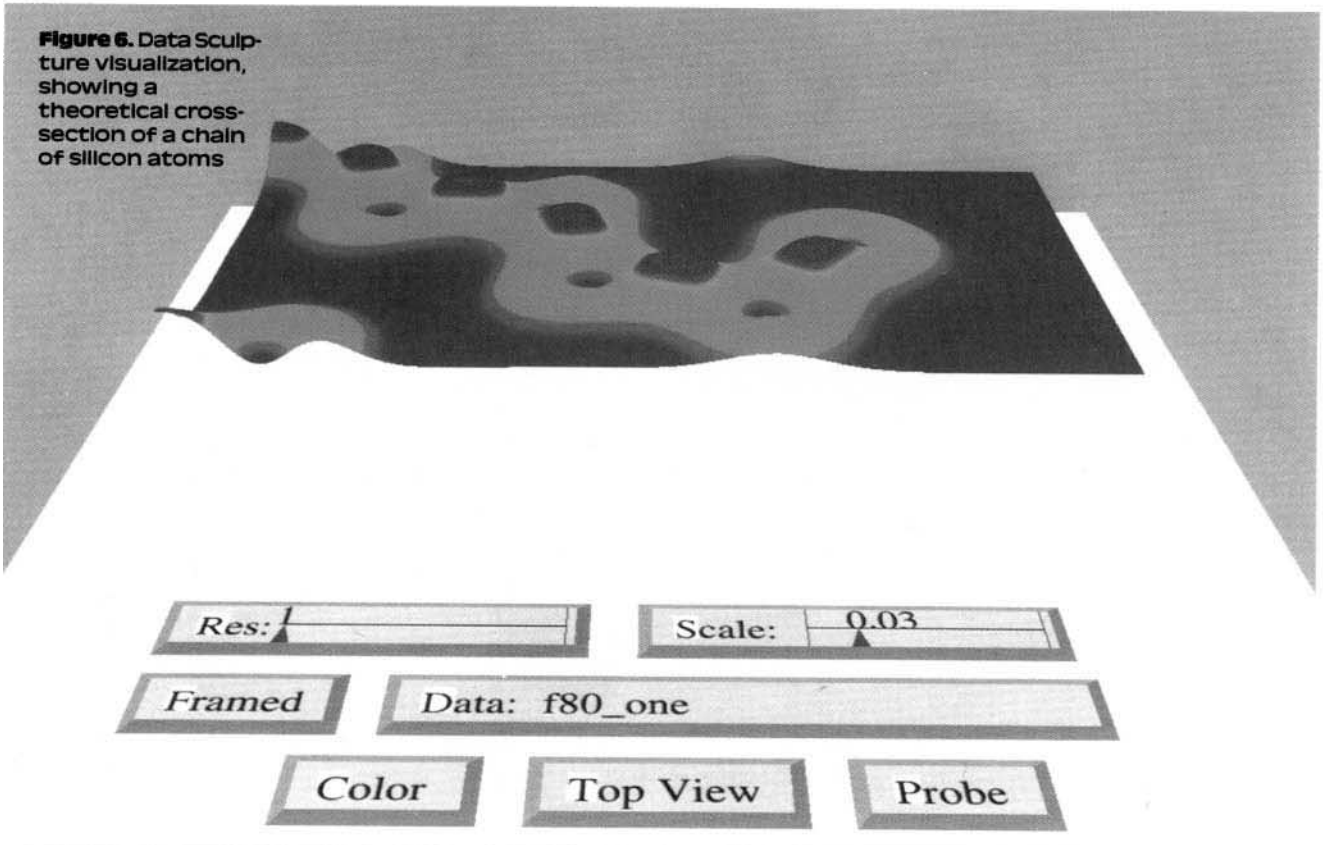 Figure 6. Data Sculp-
ture visualization,
showing a
theoretical cross-
section of a chain
of silicon atoms
Res: 1
Scale: 0.03
Framed
Data: f80_one
Color
Top View
Probe